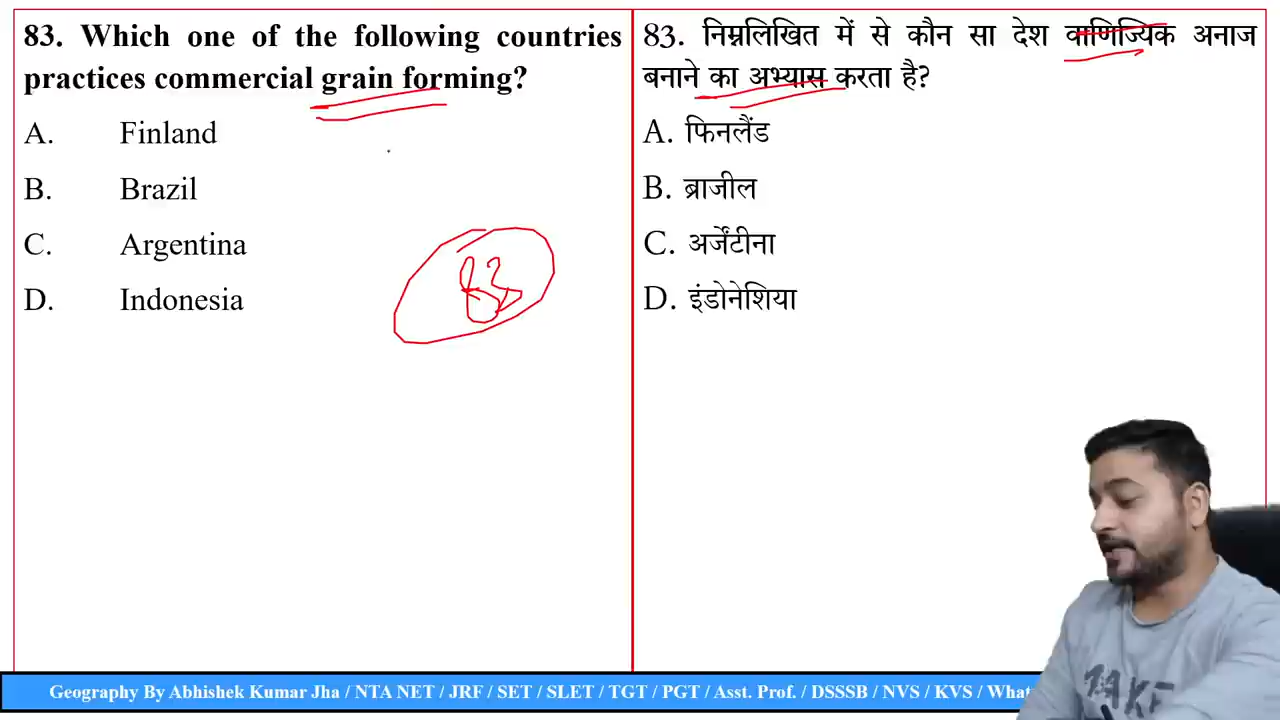 83. Which one of the following countries
practices commercial grain forming?
A. Finland
B. Brazil
C. Argentina
D. Indonesia
83
83. निम्नलिखित में से कौन सा देश वाणिज्यिक अनाज
बनाने का अभ्यास करता है?
A. फिनलैंड
B. ब्राजील
C. अर्जेंटीना
D. इंडोनेशिया
Geography By Abhishek Kumar Jha / NTA NET / JRF / SET / SLET / TGT / PGT / Asst. Prof. / DSSSB / NVS / KVS / What